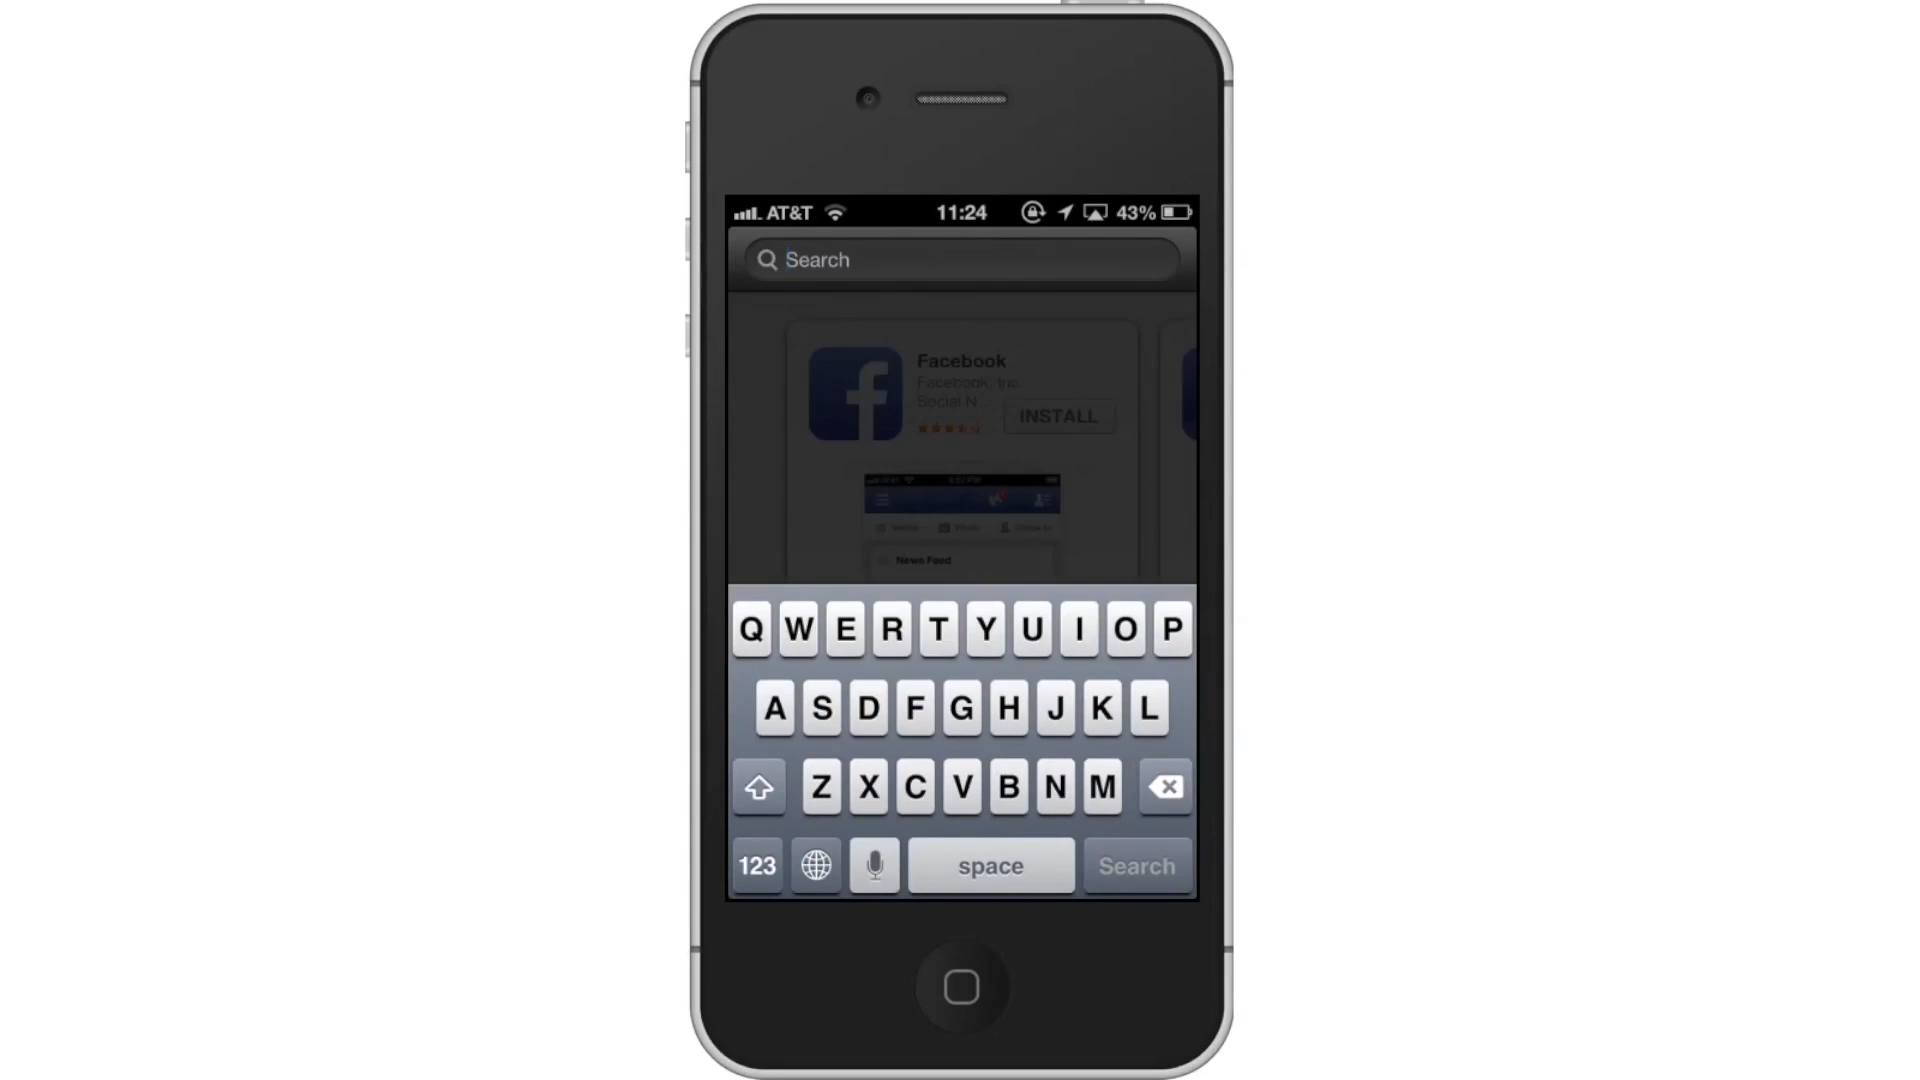 AT&T 11:24 43%
Search
Facebook
Facebook, Inc.
Social N...
INSTALL
News Feed
Q W E R T Y U I O P
A S D F G H J K L
Z X C V B N M
123 space Search